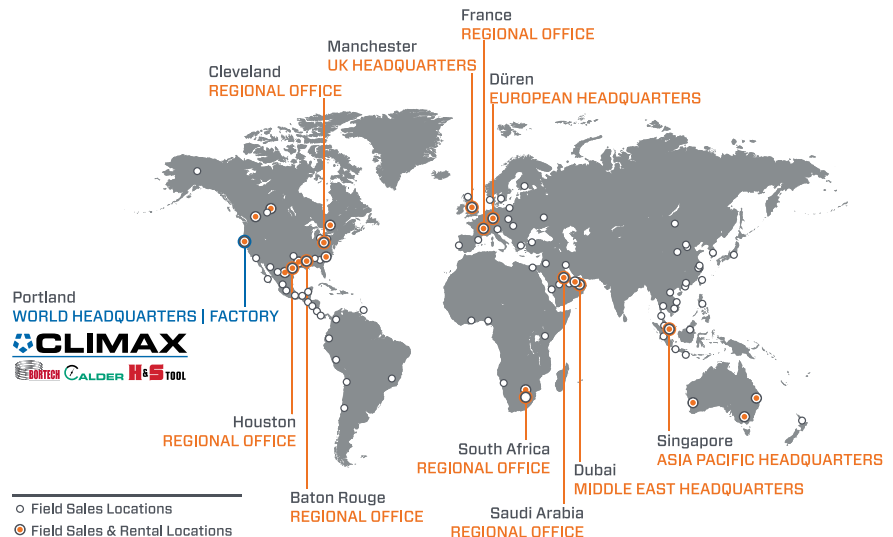 France
REGIONAL OFFICE
Manchester
UK HEADQUARTERS
Cleveland
REGIONAL OFFICE
Düren
EUROPEAN HEADQUARTERS
Portland
WORLD HEADQUARTERS | FACTORY
CLIMAX
BORTECH CALDER H&S TOOL
Houston
REGIONAL OFFICE
Baton Rouge
REGIONAL OFFICE
South Africa
REGIONAL OFFICE
Saudi Arabia
REGIONAL OFFICE
Dubai
MIDDLE EAST HEADQUARTERS
Singapore
ASIA PACIFIC HEADQUARTERS
Field Sales Locations
Field Sales & Rental Locations